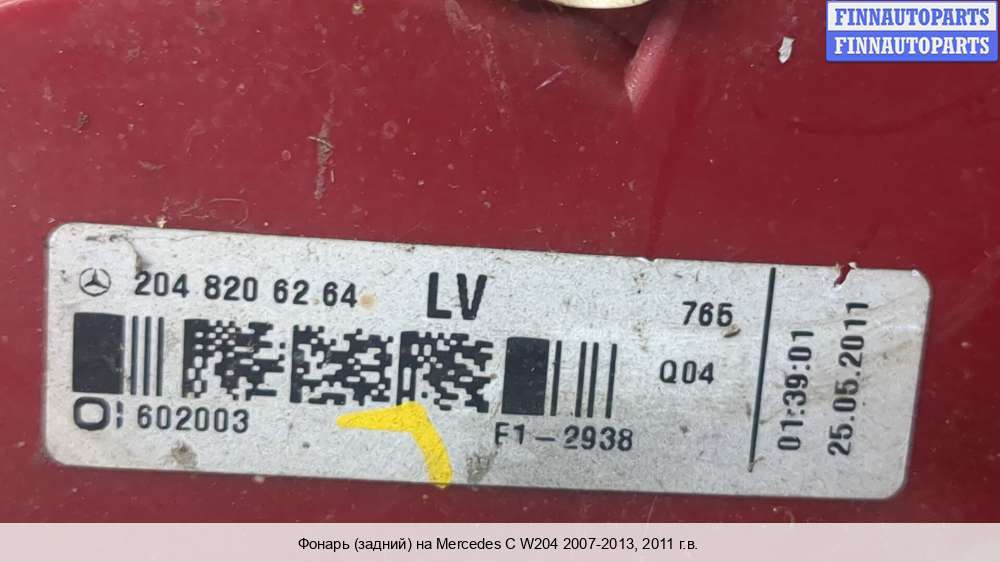 FINNAUTOPARTS
FINNAUTOPARTS
204 820 62 64 LV 765
Q04
602003 F1-2938
01:39:01
25.05.2011
Фонарь (задний) на Mercedes C W204 2007-2013, 2011 г.в.